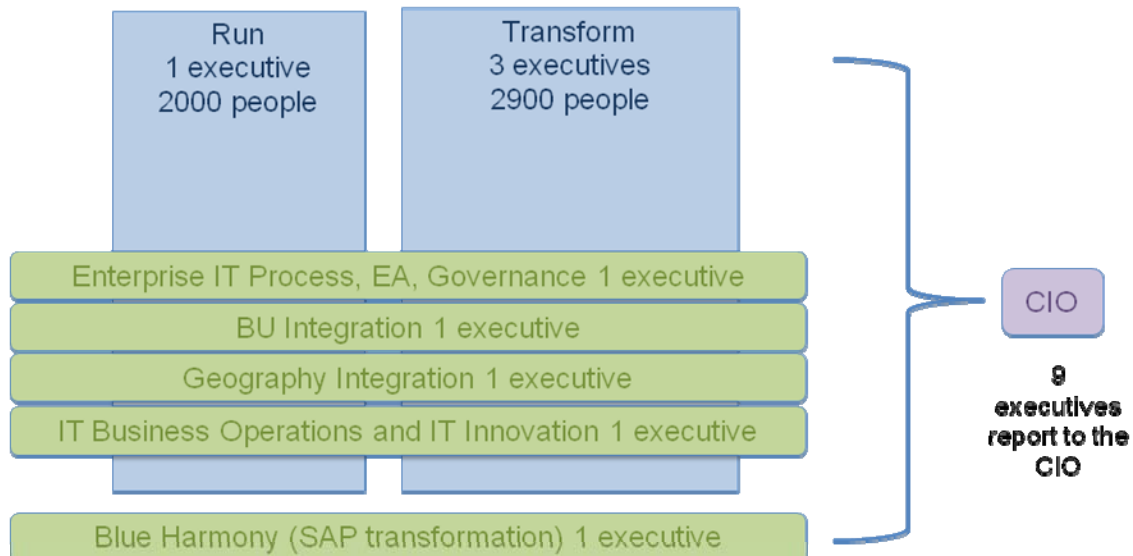 Run
1 executive
2000 people
Transform
3 executives
2900 people
Enterprise IT Process, EA, Governance 1 executive
BU Integration 1 executive
Geography Integration 1 executive
IT Business Operations and IT Innovation 1 executive
Blue Harmony (SAP transformation) 1 executive
CIO
9
executives
report to the
CIO